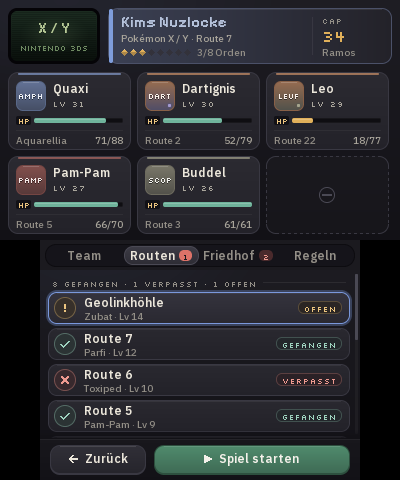 X/Y
NINTENDO 3DS
Kims Nuzlocke
Pokémon X/Y · Route 7
3/8 Orden
CAP
34
Ramos
AMPH
Quaxi
LV 31
HP
Aquarellia 71/88
DART
Dartignis
LV 30
HP
Route 2 52/79
LEUF
Leo
LV 29
HP
Route 22 18/77
PAMP
Pam-Pam
LV 27
HP
Route 5 66/70
SCOP
Buddel
LV 26
HP
Route 3 61/61
Team Routen 1 Friedhof 2 Regeln
8 GEFANGEN · 1 VERPASST · 1 OFFEN
! Geolinkhöhle
Zubat · Lv 14
OFFEN
Route 7
Parfi · Lv 12
GEFANGEN
Route 6
Toxiped · Lv 10
VERPASST
Route 5
Pam-Pam · Lv 9
GEFANGEN
← Zurück
▶ Spiel starten